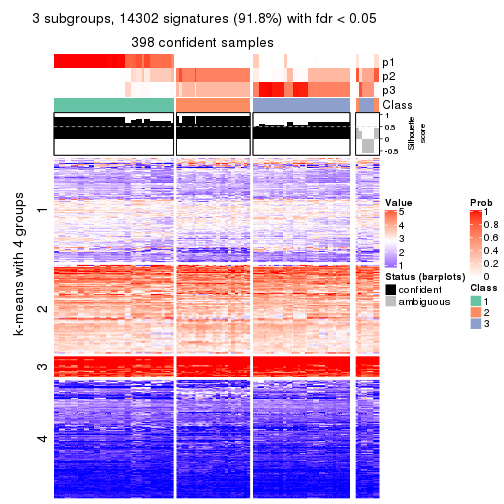 3 subgroups, 14302 signatures (91.8%) with fdr < 0.05
398 confident samples
p1
p2
p3
Class
1
0.5
0
-0.5
Silhouette
score
k-means with 4 groups
1
2
3
4
Value
5
4
3
2
1
Status (barplots)
confident
ambiguous
Prob
1
0.8
0.6
0.4
0.2
0
Class
1
2
3